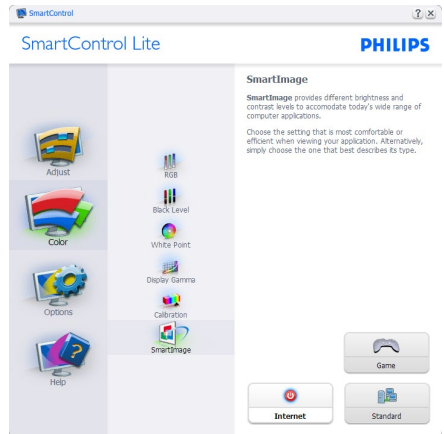 SmartControl
SmartControl Lite
PHILIPS
Adjust
Color
Options
Help
RGB
Black Level
White Point
Display Gamma
Calibration
SmartImage
SmartImage
SmartImage provides different brightness and
contrast levels to accomodate today's wide range of
computer applications.
Choose the setting that is most comfortable or
efficient when viewing your application. Alternatively,
simply choose the one that best describes its type.
Game
Internet
Standard